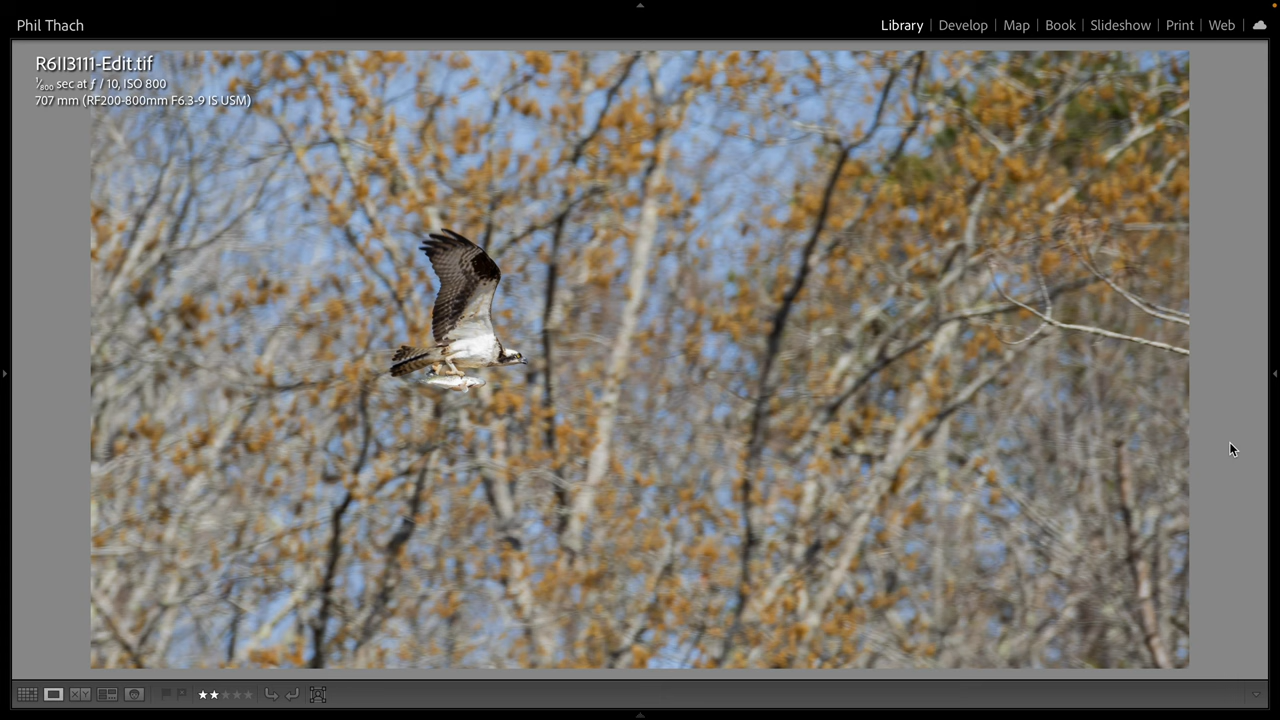 Phil Thach
Library | Develop | Map | Book | Slideshow | Print | Web
R6II3111-Edit.tif
1/800 sec at ƒ / 10, ISO 800
707 mm (RF200-800mm F6.3-9 IS USM)
XY